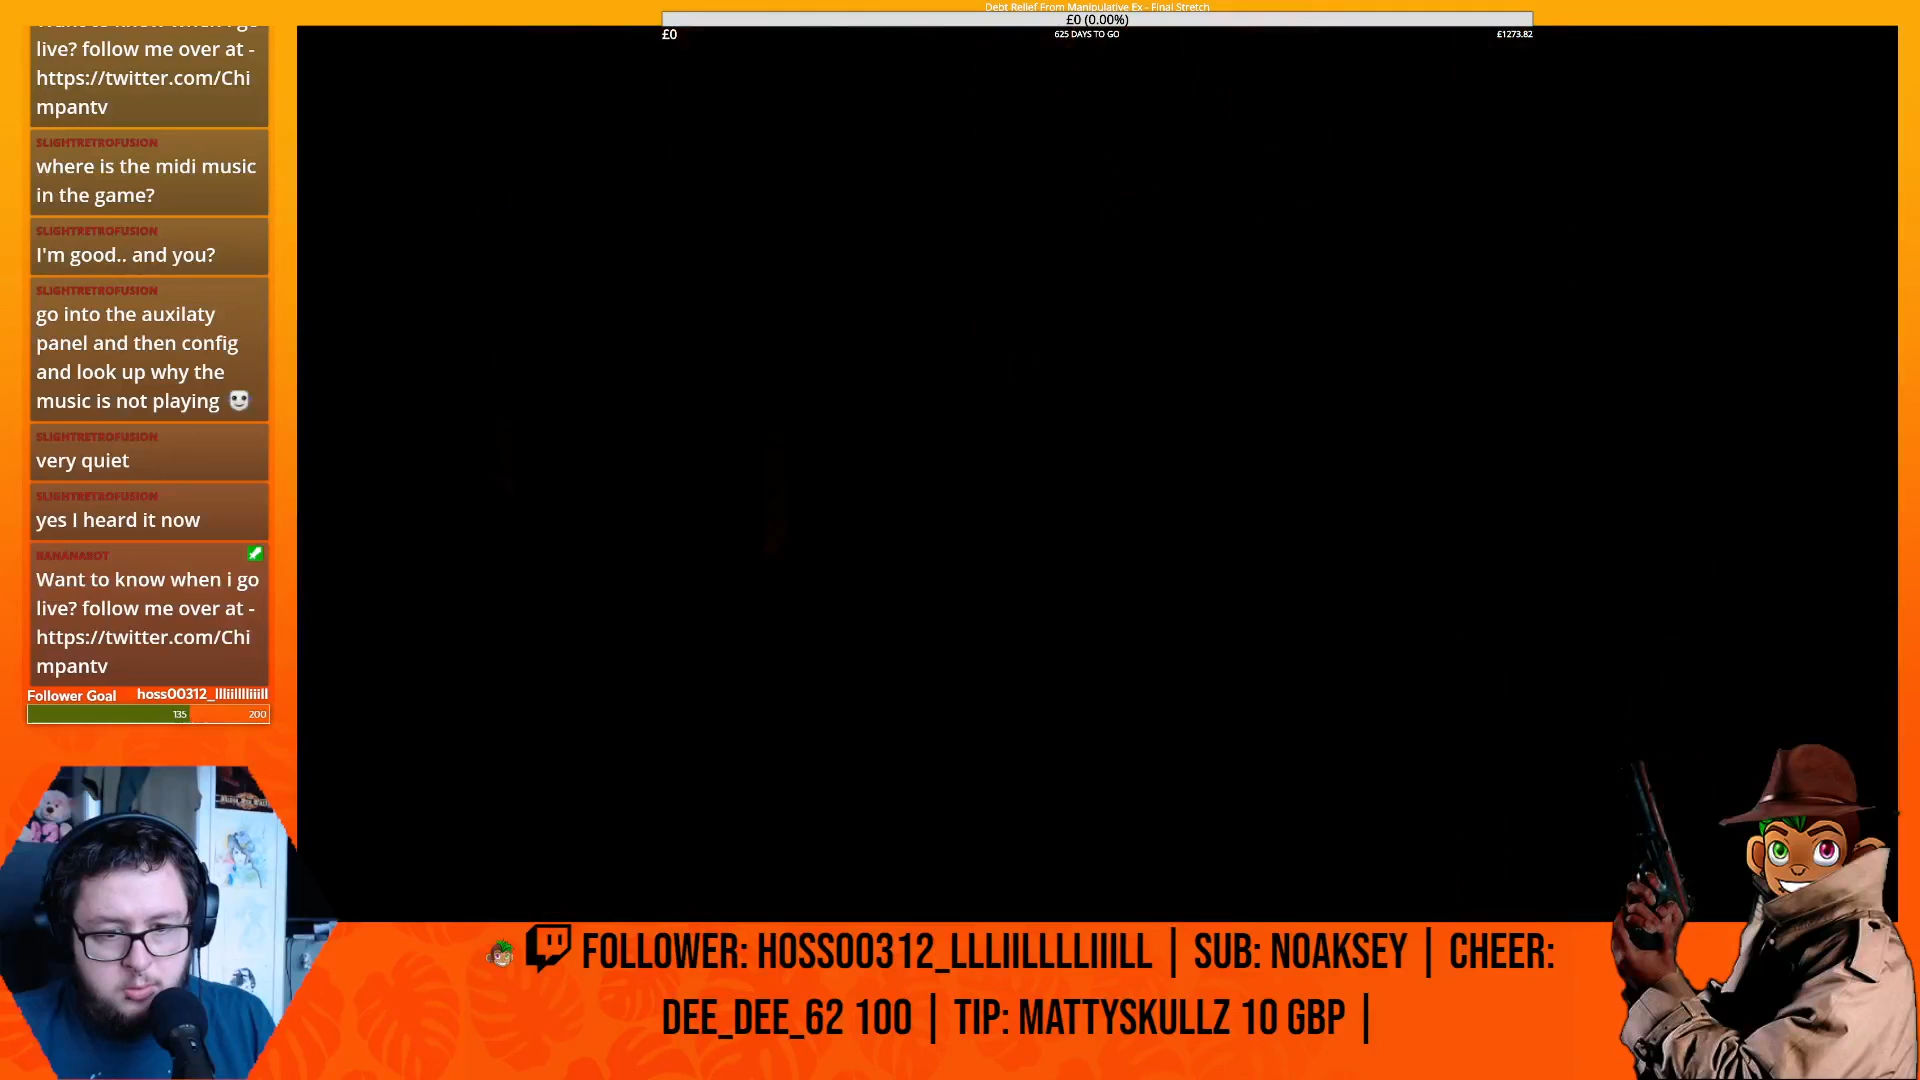 Debt Relief From Manipulative Ex - Final Stretch
£0 (0.00%)
£0
625 DAYS TO GO
£1273.82
live? follow me over at -
https://twitter.com/Chi
mpantv
SLIGHTRETROFUSION
where is the midi music
in the game?
SLIGHTRETROFUSION
I'm good.. and you?
SLIGHTRETROFUSION
go into the auxilaty
panel and then config
and look up why the
music is not playing
SLIGHTRETROFUSION
very quiet
SLIGHTRETROFUSION
yes I heard it now
BANANABOT
Want to know when i go
live? follow me over at -
https://twitter.com/Chi
mpantv
Follower Goal
135
200
FOLLOWER: HOSS00312_LLLIILLLLIIILL | SUB: NOAKSEY | CHEER:
DEE_DEE_62 100 | TIP: MATTYSKULLZ 10 GBP |